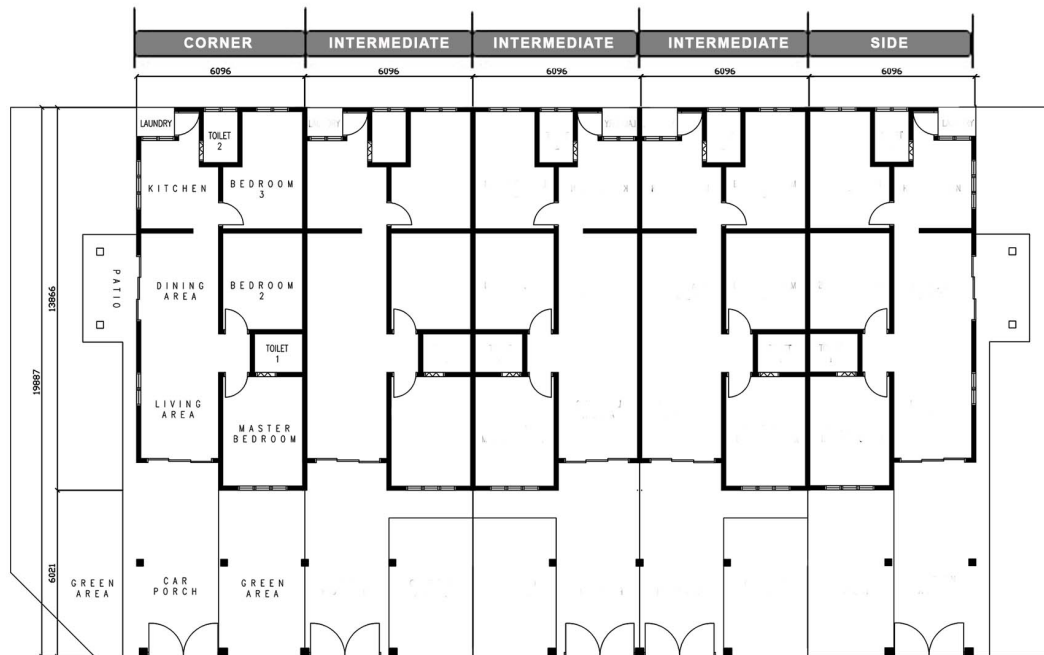 CORNER INTERMEDIATE INTERMEDIATE INTERMEDIATE SIDE
6096 6096 6096 6096 6096
LAUNDRY
TOILET
2
KITCHEN
BEDROOM
3
PATIO
DINING
AREA
BEDROOM
2
13866
TOILET
1
19887
LIVING
AREA
MASTER
BEDROOM
6021
GREEN
AREA
CAR
PORCH
GREEN
AREA